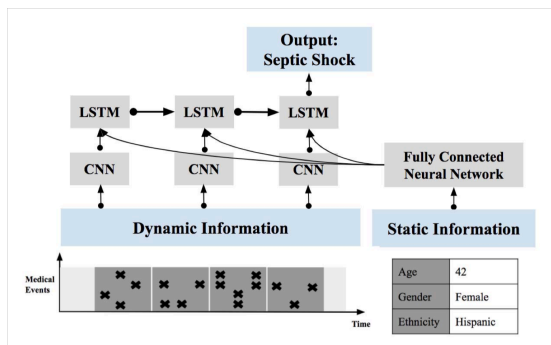 Output:
Septic Shock
LSTM
LSTM
LSTM
CNN
CNN
CNN
Fully Connected
Neural Network
Dynamic Information
Static Information
Medical
Events
Time
Age 42
Gender Female
Ethnicity Hispanic